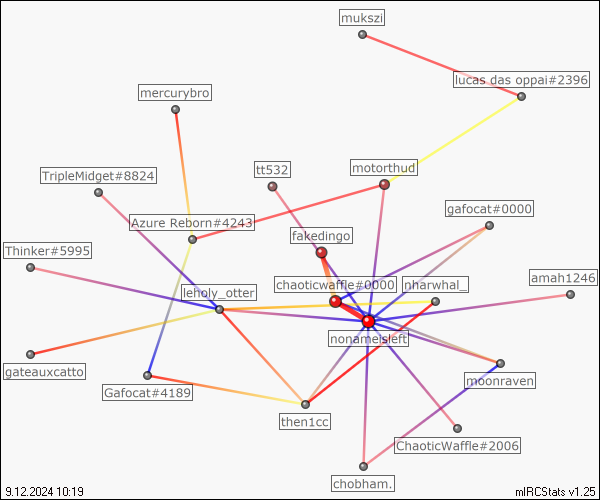 mukszi
lucas das oppai#2396
mercurybro
tt532
motorthud
TripleMidget#8824
gafocat#0000
Azure Reborn#4243
fakedingo
Thinker#5995
chaoticwaffle#0000
nharwhal_
amah1246
leholy_otter
nonameisleft
gateauxcatto
moonraven
Gafocat#4189
then1cc
ChaoticWaffle#2006
chobham.
9.12.2024 10:19
mIRCStats v1.25